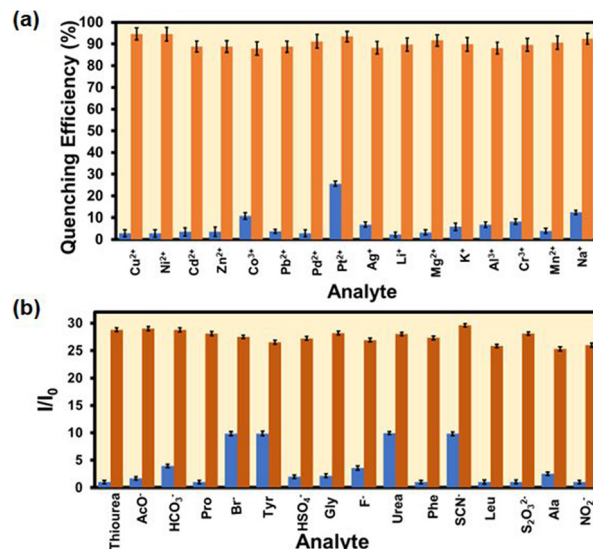 (a)
Quenching Efficiency (%)
100
90
80
70
60
50
40
30
20
10
0
Cu²⁺ Ni²⁺ Cd²⁺ Zn²⁺ Co³⁺ Pb²⁺ Pd²⁺ Pt²⁺ Ag⁺ Li⁺ Mg²⁺ K⁺ Al³⁺ Cr³⁺ Mn²⁺ Na⁺
Analyte
(b)
I/I₀
30
25
20
15
10
5
0
Thiourea AcO⁻ HCO₃⁻ Pro Br⁻ Tyr HSO₄⁻ Gly F⁻ Urea Phe SCN⁻ Leu S₂O₃²⁻ Ala NO₂⁻
Analyte